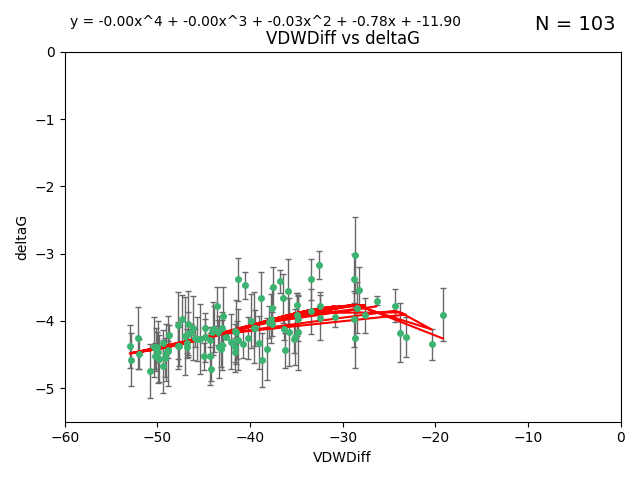 y = -0.00x^4 + -0.00x^3 + -0.03x^2 + -0.78x + -11.90
N = 103
VDWDiff vs deltaG
0
−1
−2
−3
−4
−5
deltaG
−60
−50
−40
−30
−20
−10
0
VDWDiff